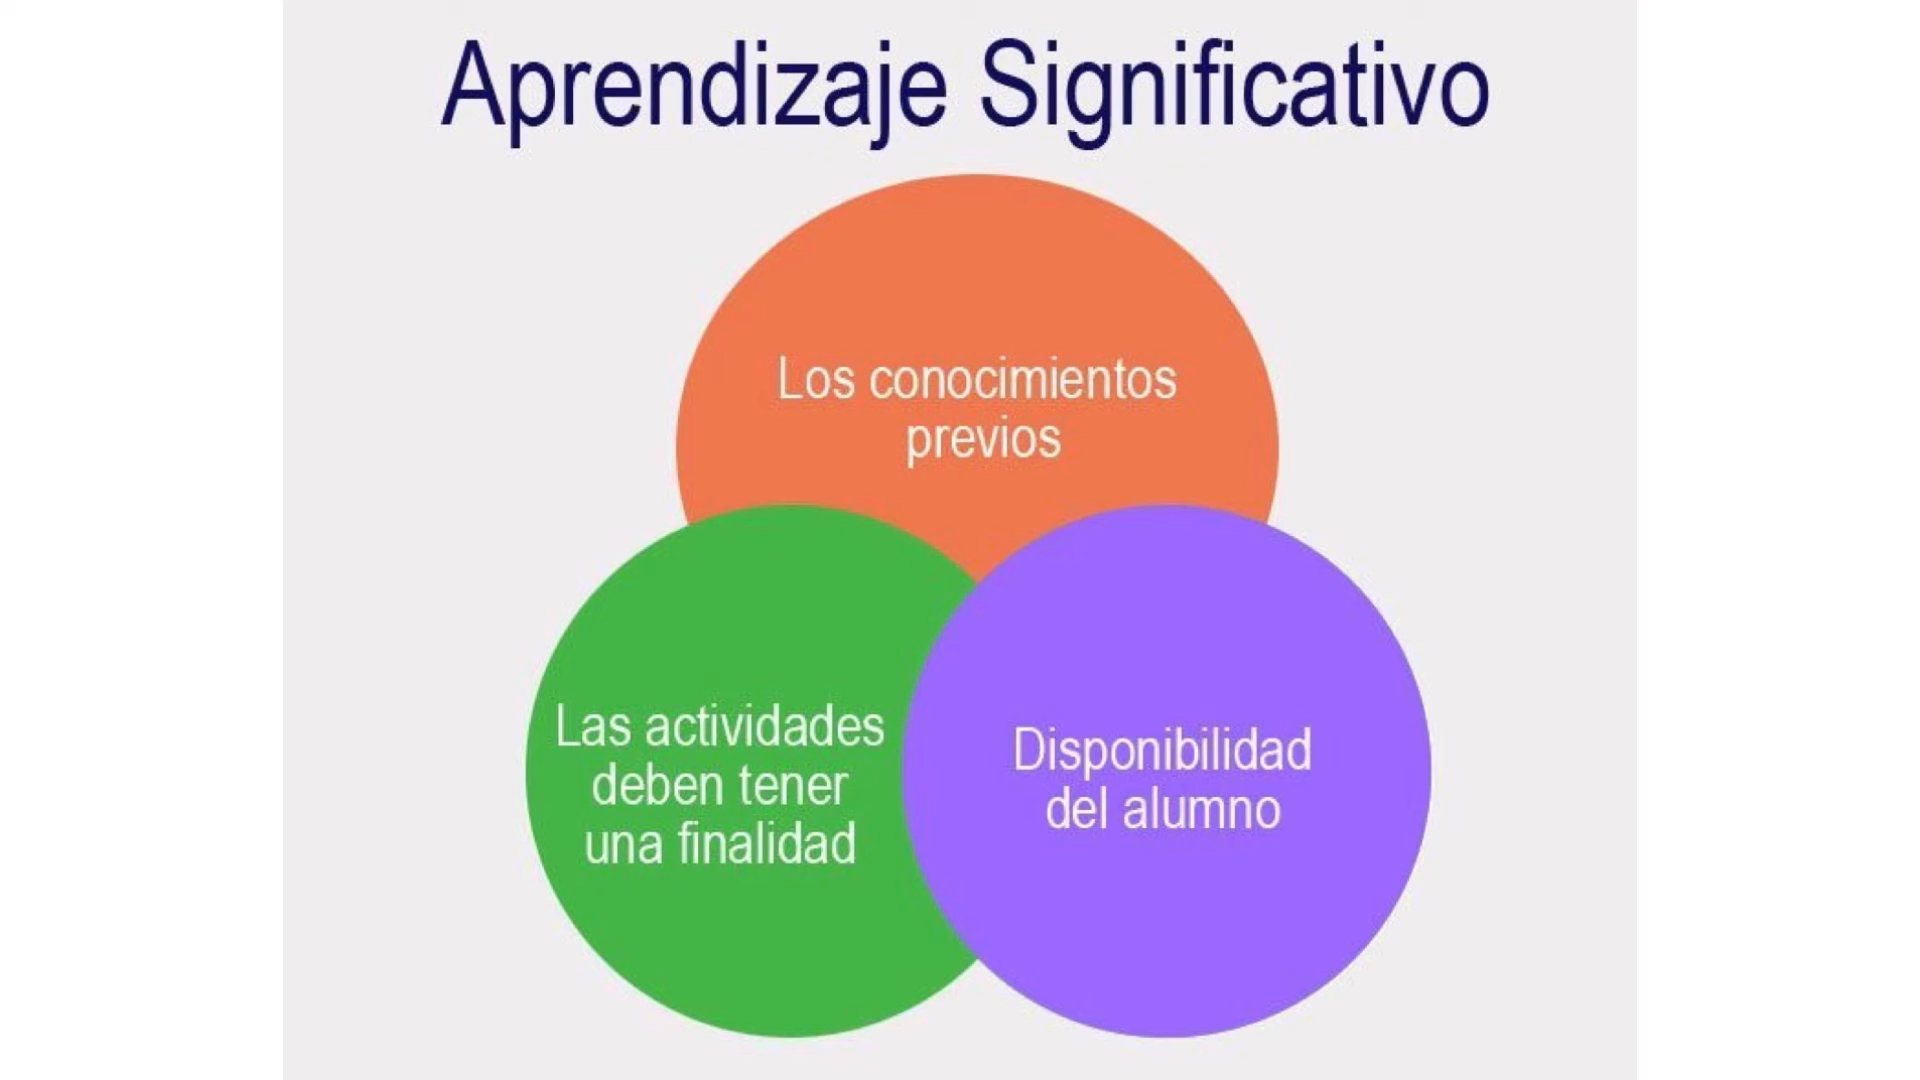 Aprendizaje Significativo
Los conocimientos
previos
Las actividades
deben tener
una finalidad
Disponibilidad
del alumno